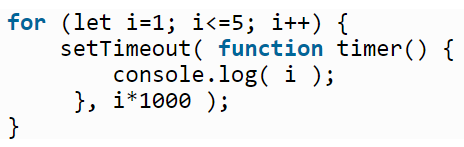 for (let i=1; i<=5; i++) {
    setTimeout( function timer() {
        console.log( i );
    }, i*1000 );
}